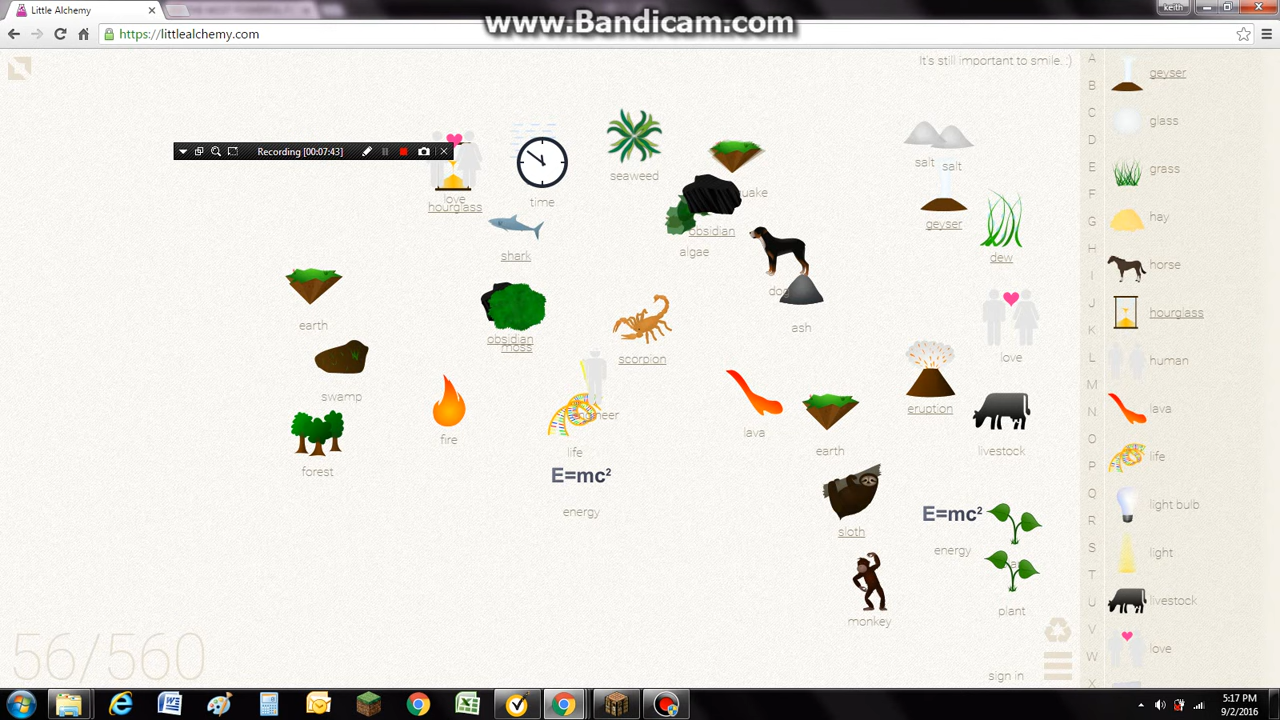 Little Alchemy
www.Bandicam.com
keith
https://littlealchemy.com
It's still important to smile. :)
Recording [00:07:43]
love
hourglass
time
seaweed
quake
obsidian
algae
salt
salt
geyser
dew
shark
dog
ash
earth
obsidian
moss
scorpion
love
swamp
forest
fire
life
E=mc²
energy
lava
earth
eruption
livestock
sloth
E=mc²
energy
monkey
plant
56/560
sign in
A
B
C
D
E
F
G
H
I
J
K
L
M
N
O
P
Q
R
S
T
U
V
W
X
geyser
glass
grass
hay
horse
hourglass
human
lava
life
light bulb
light
livestock
love
5:17 PM
9/2/2016